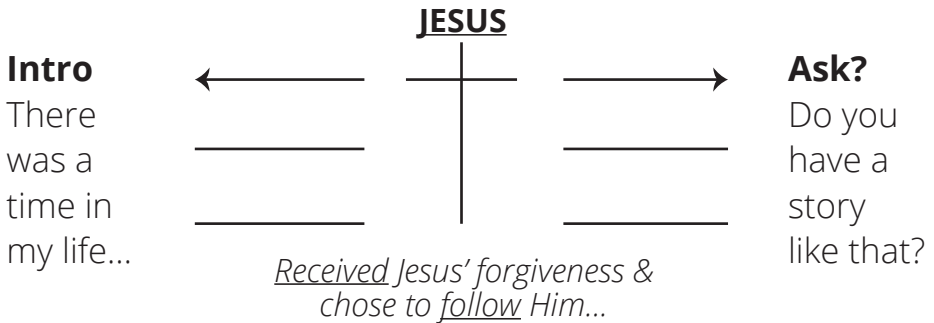 JESUS
Intro
There
was a
time in
my life...
Ask?
Do you
have a
story
like that?
Received Jesus’ forgiveness &
chose to follow Him...